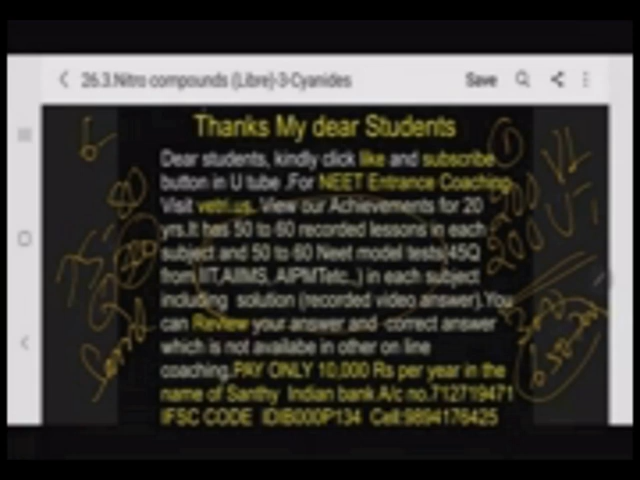 26.3.Nitro compounds (Libre)-3-Cyanides
Save
Thanks My dear Students
Dear students, kindly click like and subscribe
button in U tube .For NEET Entrance Coaching
Visit vetri.us. View our Achievements for 20
yrs.It has 50 to 60 recorded lessons in each
subject and 50 to 60 Neet model tests(45Q
from IIT,AIIMS, AIPMTetc.,) in each subject
including solution (recorded video answer).You
can Review your answer and correct answer
which is not availabe in other on line
coaching.PAY ONLY 10,000 Rs per year in the
name of Santhy Indian bank A/c no.712719471
IFSC CODE IDIB000P134 Cell:9894176425